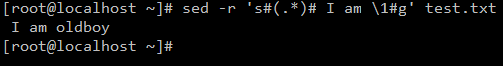 [root@localhost ~]# sed -r 's#(.*)# I am \1#g' test.txt
 I am oldboy
[root@localhost ~]#